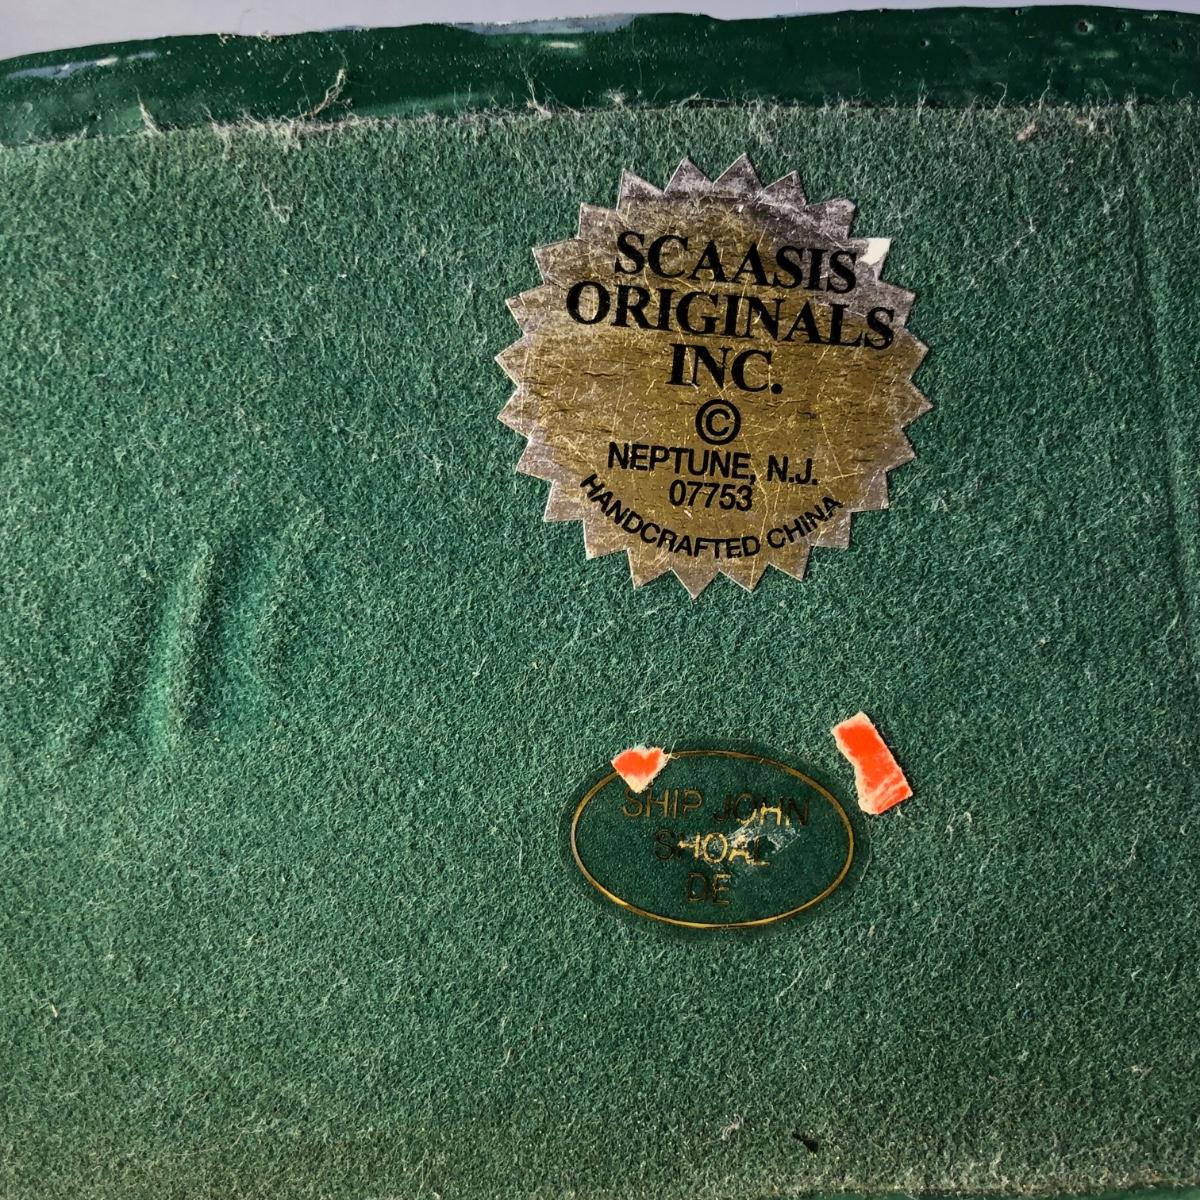 SCAASIS
ORIGINALS
INC.
©
NEPTUNE, N.J.
07753
HANDCRAFTED CHINA
SHIP JOHN
SHOAL
DE